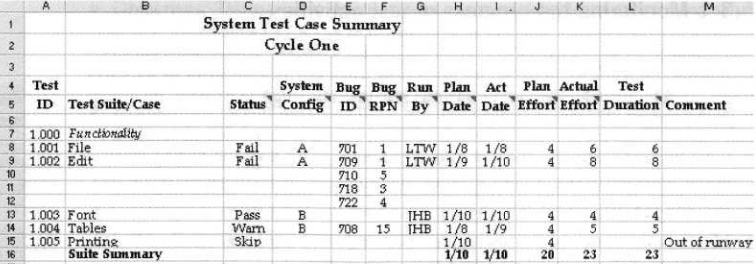 A B C D E F G H I J K L M
1 System Test Case Summary
2 Cycle One
3
4 Test System Bug Bug Run Plan Act Plan Actual Test
5 ID Test Suite/Case Status Config ID RPN By Date Date Effort Effort Duration Comment
6
7 1.000 Functionality
8 1.001 File Fail A 701 1 LTW 1/8 1/8 4 6 6
9 1.002 Edit Fail A 709 1 LTW 1/9 1/10 4 8 8
10 710 5
11 718 3
12 722 4
13 1.003 Font Pass B JHB 1/10 1/10 4 4 4
14 1.004 Tables Warn B 708 15 JHB 1/8 1/9 4 5 5
15 1.005 Printing Skip 1/10 4 Out of runway
16 Suite Summary 1/10 1/10 20 23 23